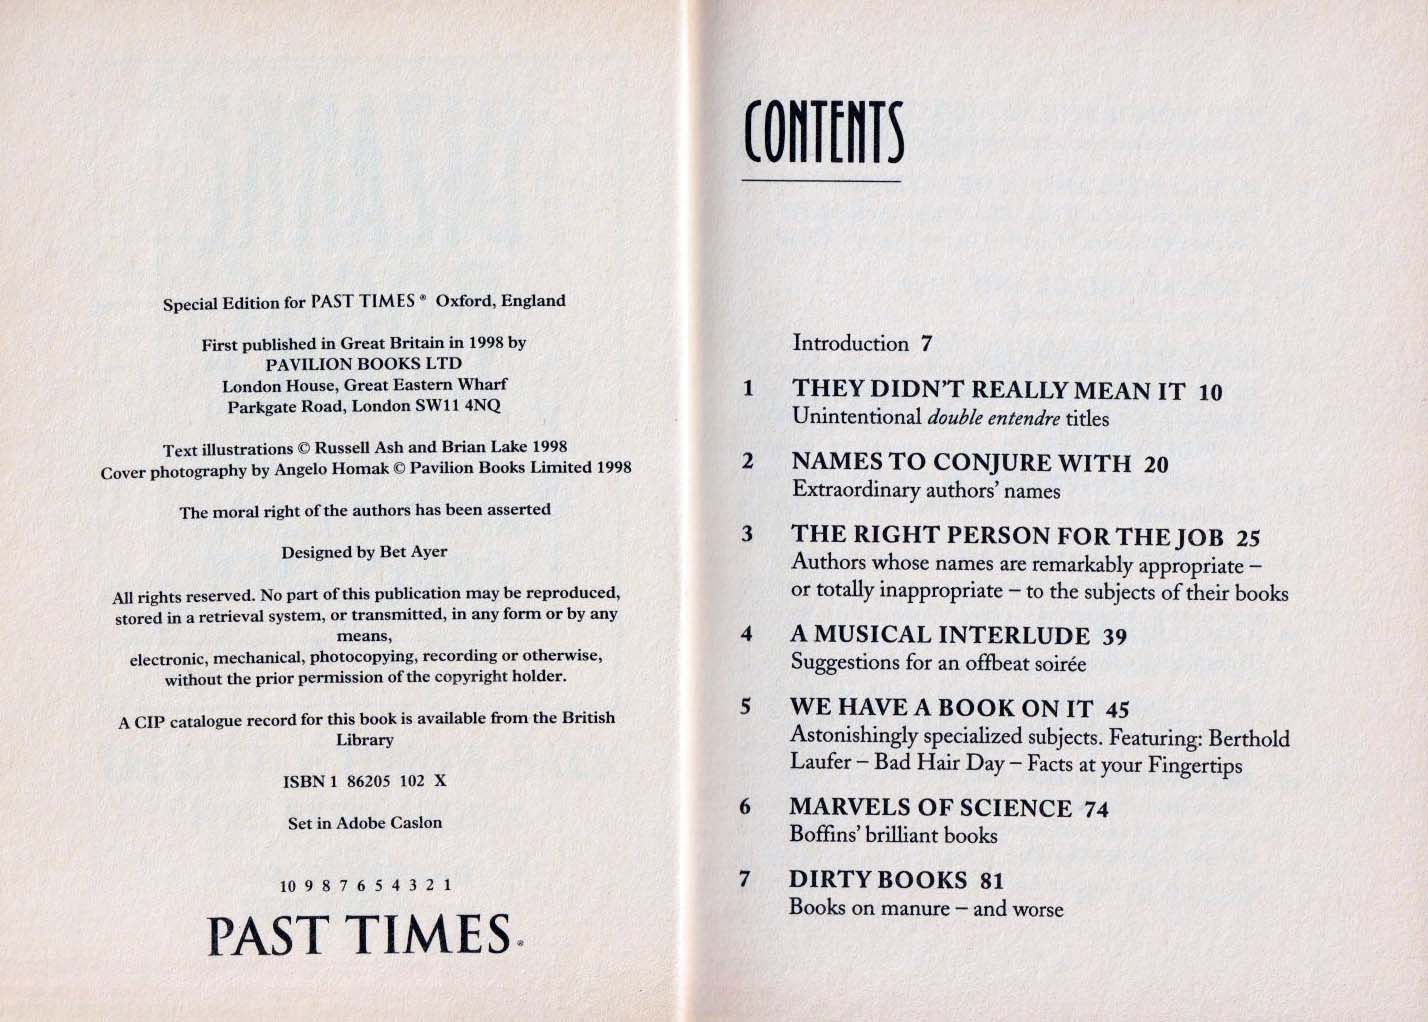 Special Edition for PAST TIMES® Oxford, England
First published in Great Britain in 1998 by
PAVILION BOOKS LTD
London House, Great Eastern Wharf
Parkgate Road, London SW11 4NQ
Text illustrations © Russell Ash and Brian Lake 1998
Cover photography by Angelo Homak © Pavilion Books Limited 1998
The moral right of the authors has been asserted
Designed by Bet Ayer
All rights reserved. No part of this publication may be reproduced,
stored in a retrieval system, or transmitted, in any form or by any
means,
electronic, mechanical, photocopying, recording or otherwise,
without the prior permission of the copyright holder.
A CIP catalogue record for this book is available from the British
Library
ISBN 1 86205 102 X
Set in Adobe Caslon
10 9 8 7 6 5 4 3 2 1
PAST TIMES®
CONTENTS
Introduction 7
1 THEY DIDN'T REALLY MEAN IT 10
Unintentional double entendre titles
2 NAMES TO CONJURE WITH 20
Extraordinary authors' names
3 THE RIGHT PERSON FOR THE JOB 25
Authors whose names are remarkably appropriate –
or totally inappropriate – to the subjects of their books
4 A MUSICAL INTERLUDE 39
Suggestions for an offbeat soirée
5 WE HAVE A BOOK ON IT 45
Astonishingly specialized subjects. Featuring: Berthold
Laufer – Bad Hair Day – Facts at your Fingertips
6 MARVELS OF SCIENCE 74
Boffins' brilliant books
7 DIRTY BOOKS 81
Books on manure – and worse